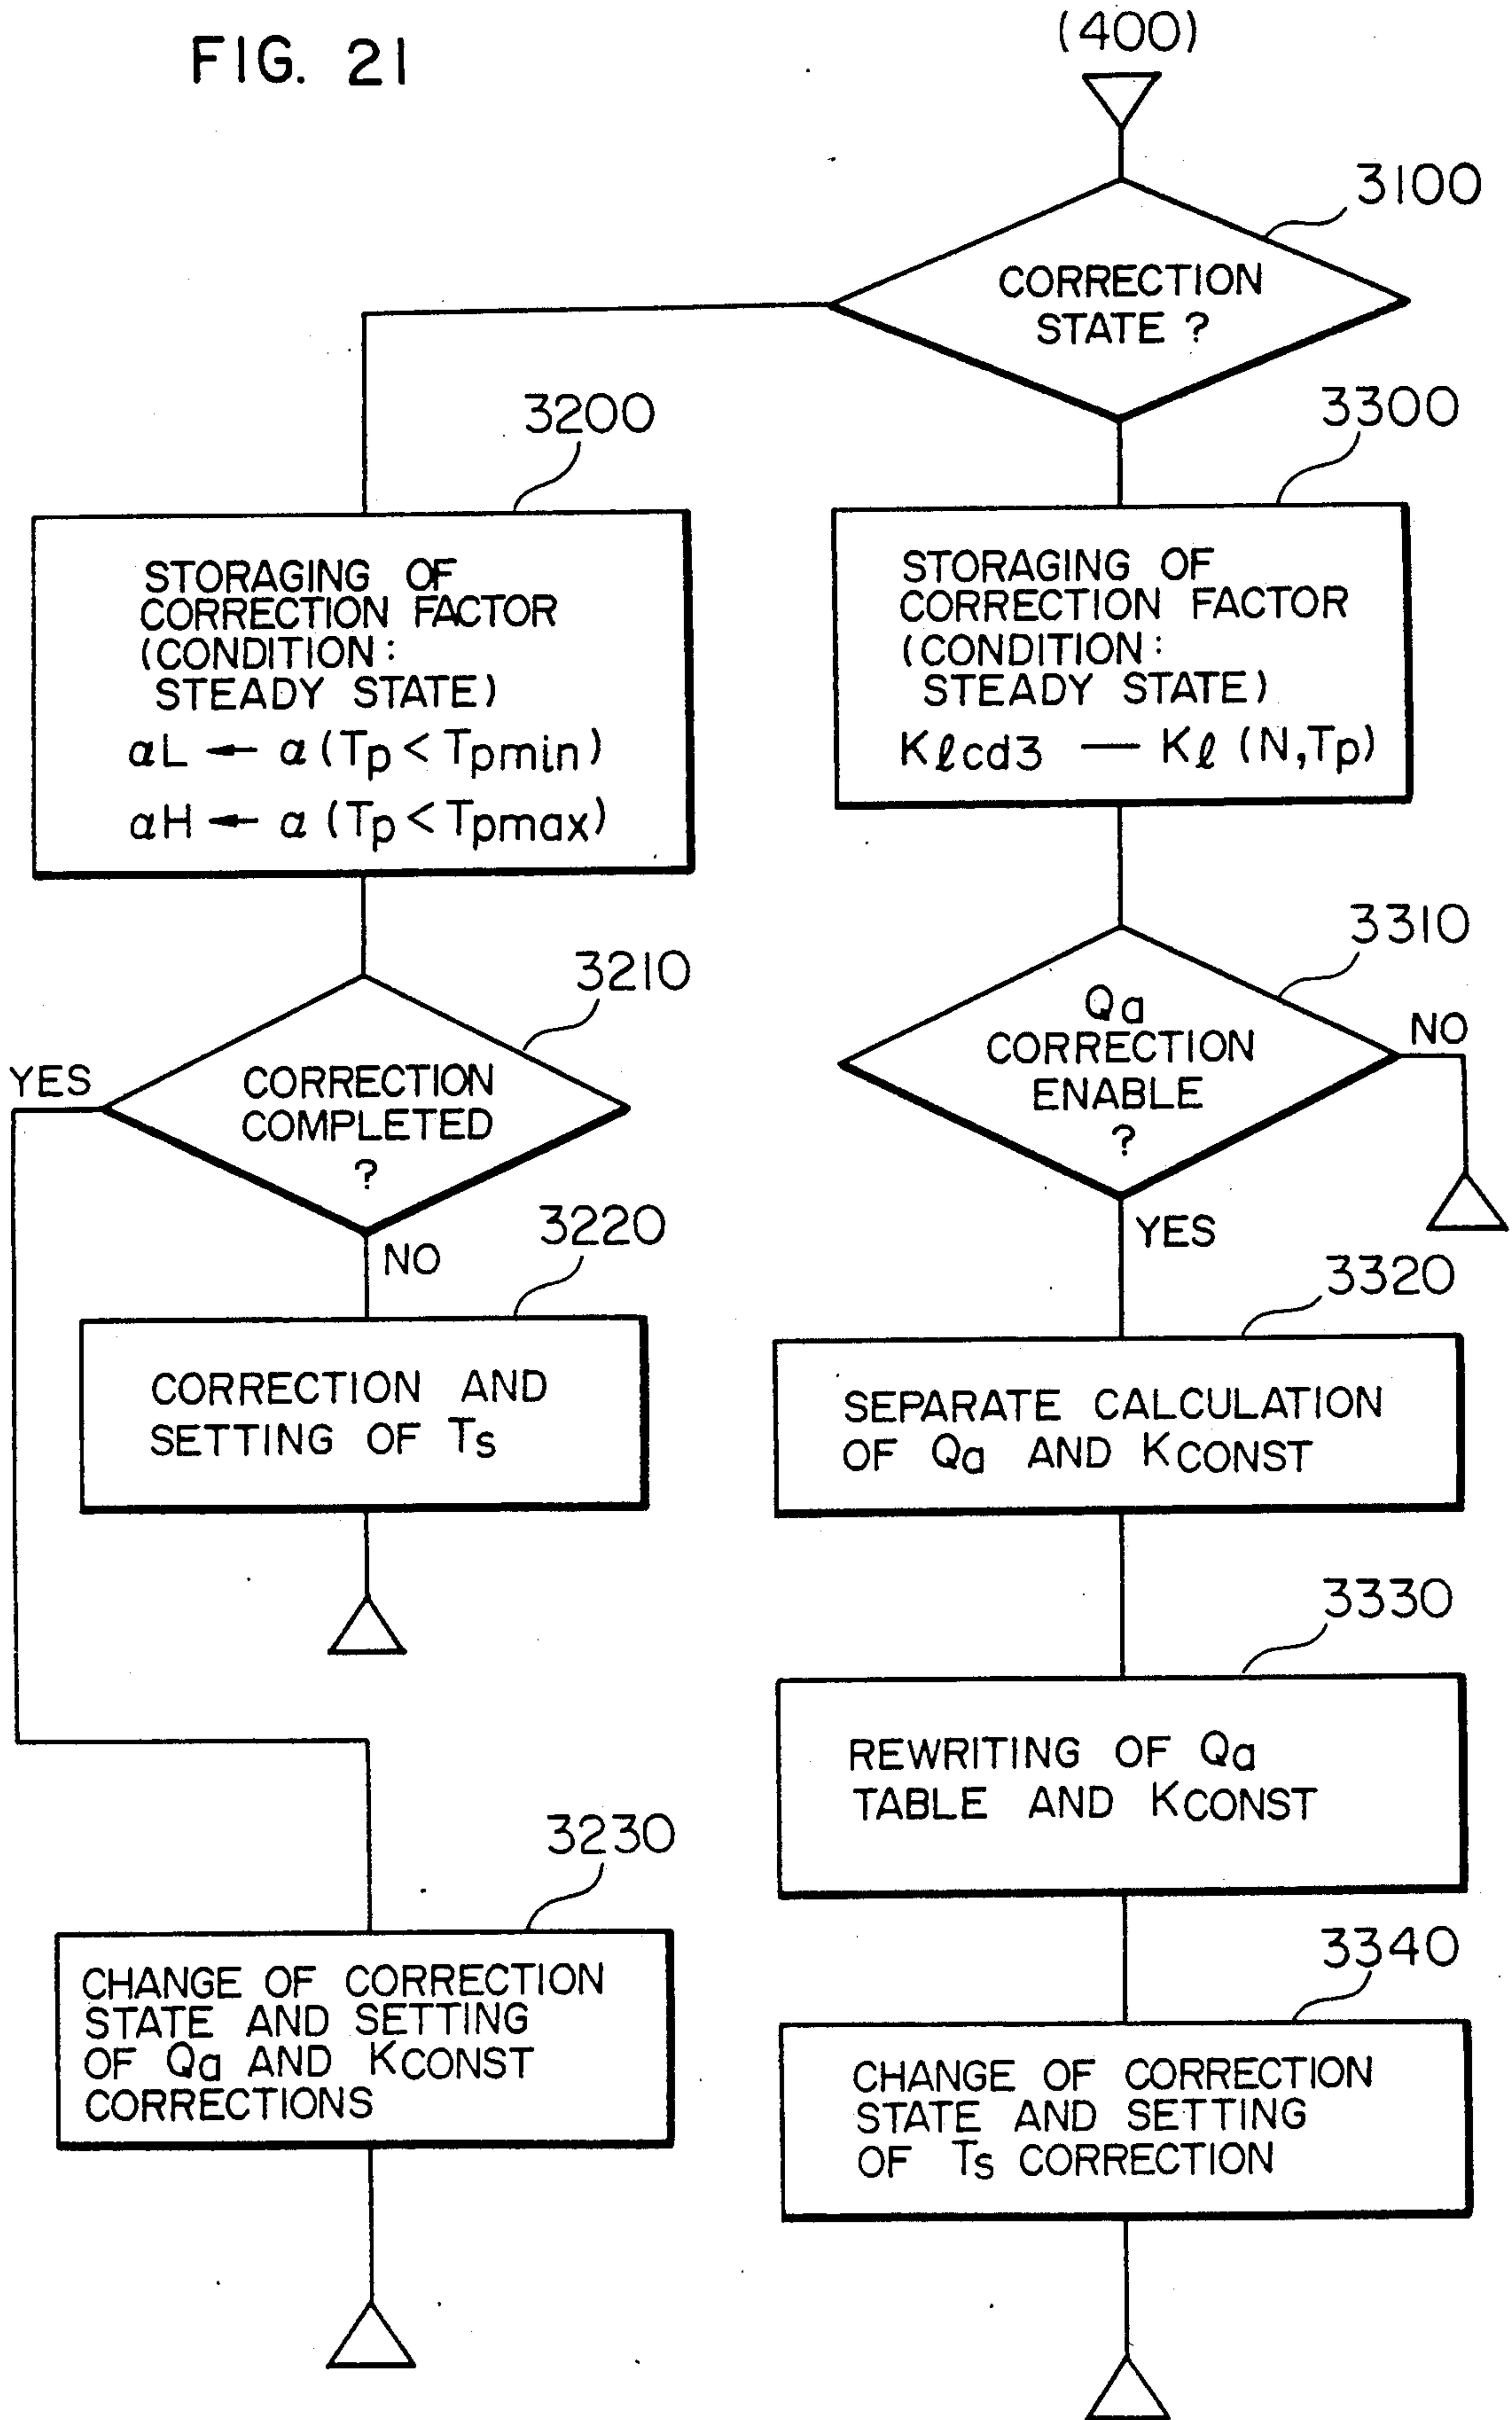 FIG. 21
(400)
3100
CORRECTION
STATE ?
3200
STORAGING OF
CORRECTION FACTOR
(CONDITION:
STEADY STATE)
αL ← α (Tp < Tpmin)
αH ← α (Tp < Tpmax)
3300
STORAGING OF
CORRECTION FACTOR
(CONDITION:
STEADY STATE)
Kℓcd3 — Kℓ (N,Tp)
3210
YES
CORRECTION
COMPLETED
?
NO
3310
Qa
CORRECTION
ENABLE
?
NO
YES
3220
CORRECTION AND
SETTING OF Ts
3320
SEPARATE CALCULATION
OF Qa AND KCONST
3330
REWRITING OF Qa
TABLE AND KCONST
3230
CHANGE OF CORRECTION
STATE AND SETTING
OF Qa AND KCONST
CORRECTIONS
3340
CHANGE OF CORRECTION
STATE AND SETTING
OF Ts CORRECTION